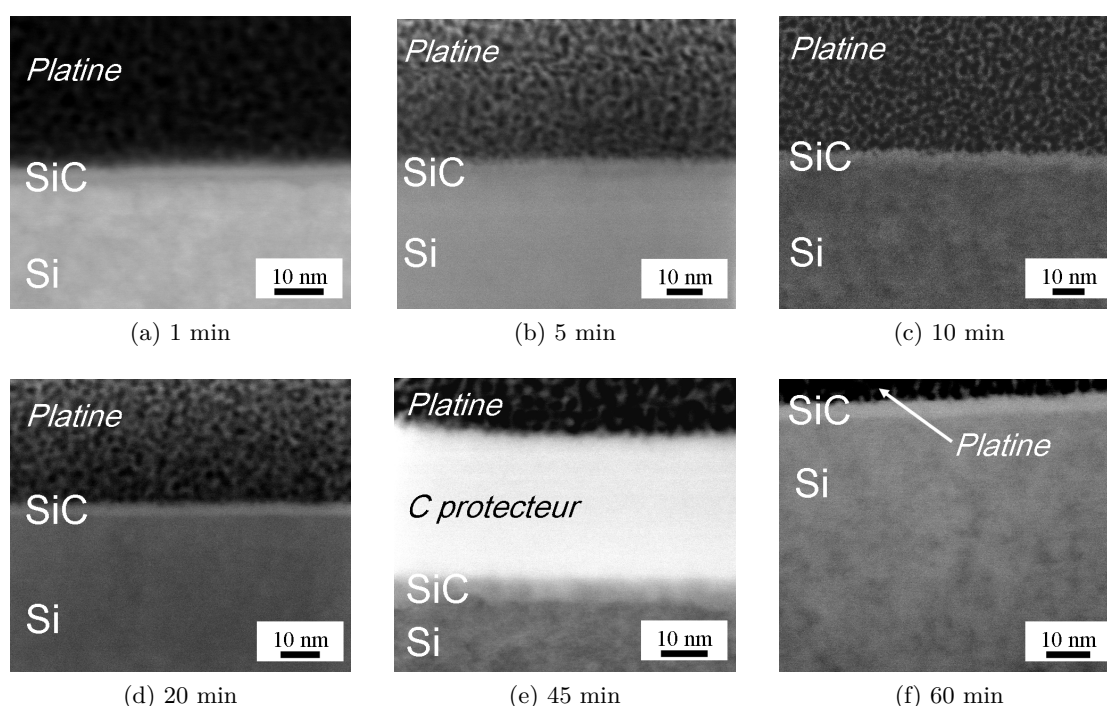 Platine
SiC
Si
10 nm
(a) 1 min
Platine
SiC
Si
10 nm
(b) 5 min
Platine
SiC
Si
10 nm
(c) 10 min
Platine
SiC
Si
10 nm
(d) 20 min
Platine
C protecteur
SiC
Si
10 nm
(e) 45 min
SiC
Platine
Si
10 nm
(f) 60 min